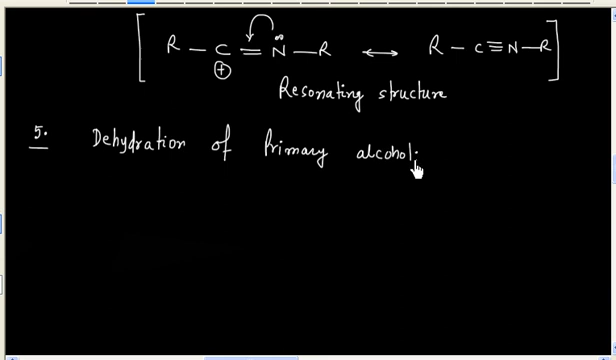 [ R — C = N̈ — R ↔ R — C ≡ N — R ]
⊕
Resonating structure
5. Dehydration of Primary alcohol: